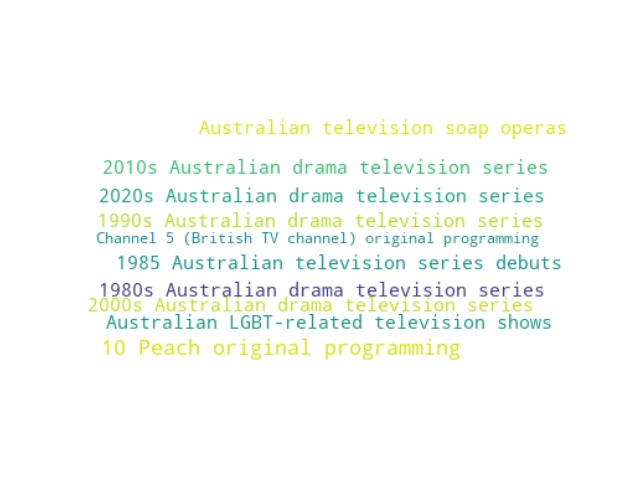 Australian television soap operas
2010s Australian drama television series
2020s Australian drama television series
1990s Australian drama television series
Channel 5 (British TV channel) original programming
1985 Australian television series debuts
1980s Australian drama television series
2000s Australian drama television series
Australian LGBT-related television shows
10 Peach original programming